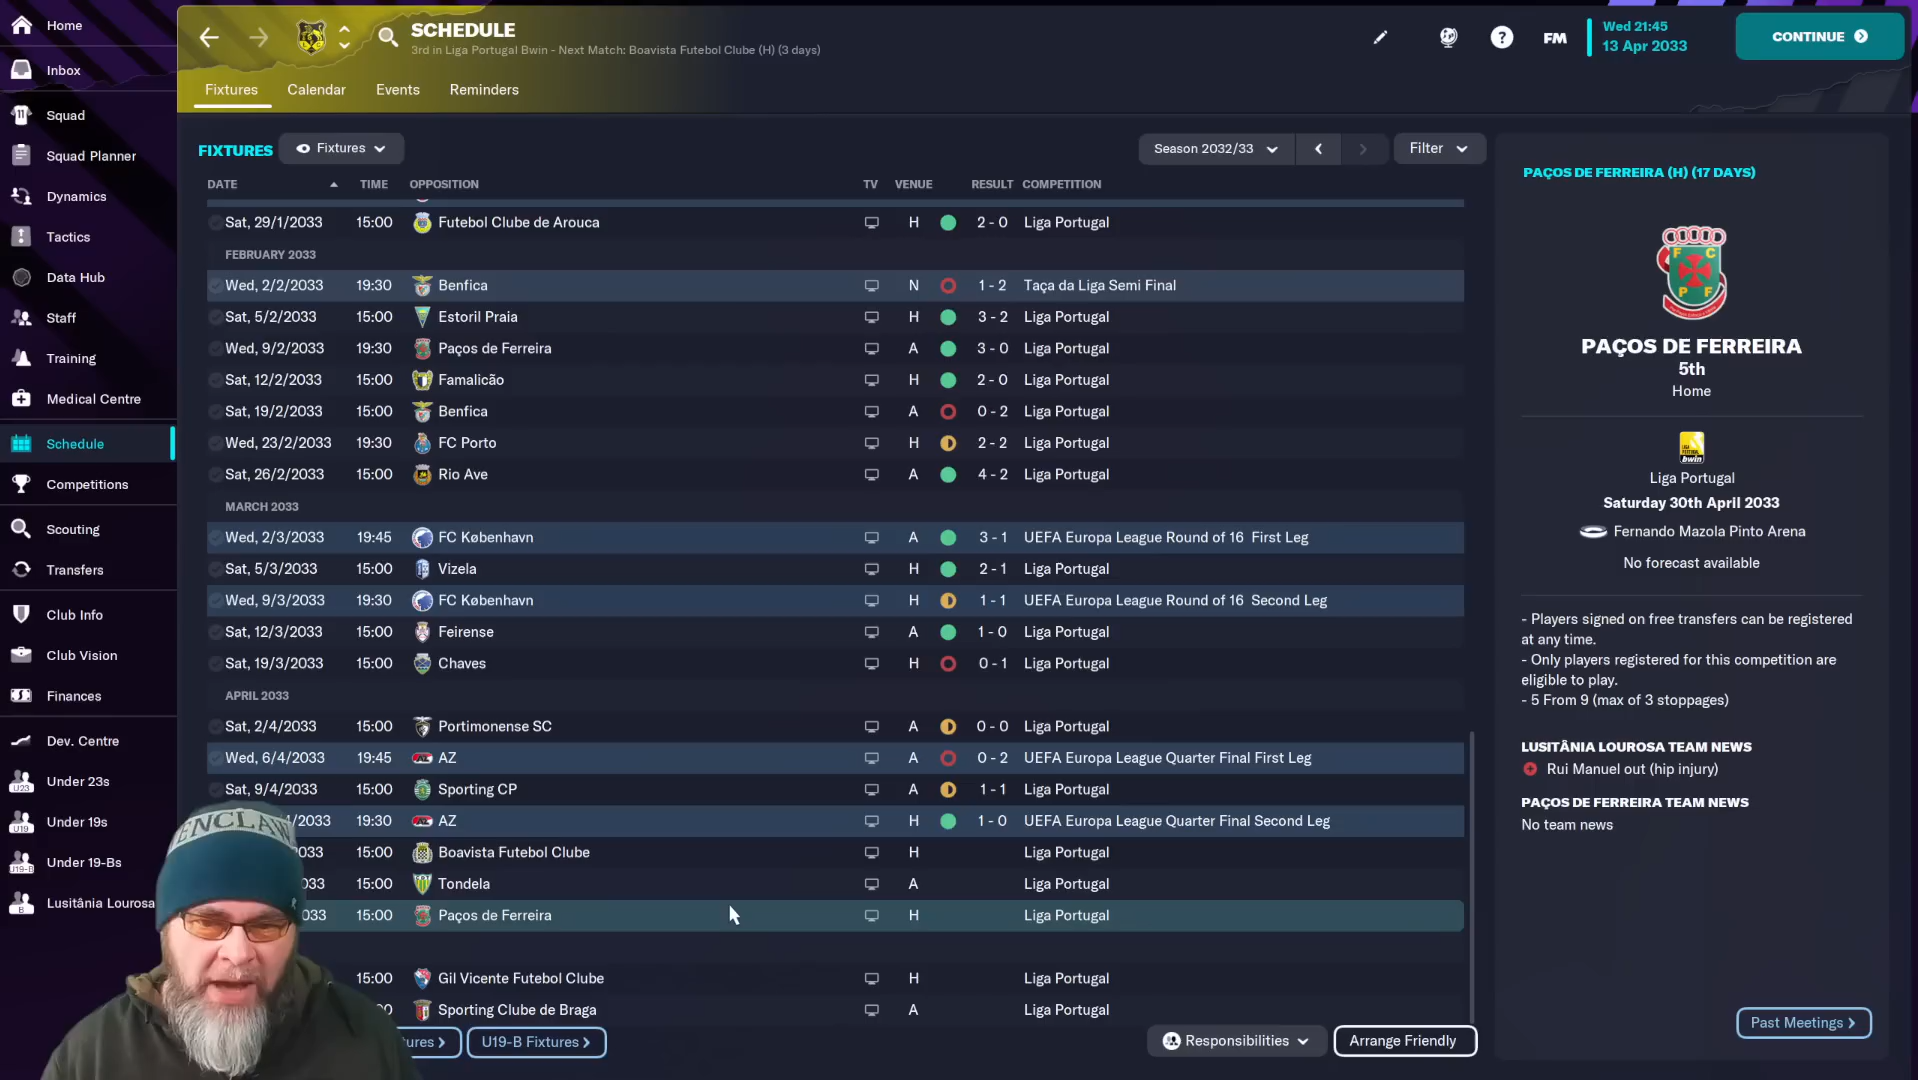 Home
SCHEDULE
3rd in Liga Portugal Bwin - Next Match: Boavista Futebol Clube (H) (3 days)
FM
Wed 21:45
13 Apr 2033
CONTINUE
Inbox
Squad
Squad Planner
Dynamics
Tactics
Data Hub
Staff
Training
Medical Centre
Schedule
Competitions
Scouting
Transfers
Club Info
Club Vision
Finances
Dev. Centre
U23 Under 23s
U19 Under 19s
U19-B Under 19-Bs
B Lusitânia Lourosa
Fixtures Calendar Events Reminders
FIXTURES Fixtures Season 2032/33 Filter
DATE TIME OPPOSITION TV VENUE RESULT COMPETITION
Sat, 29/1/2033 15:00 Futebol Clube de Arouca H 2 - 0 Liga Portugal
FEBRUARY 2033
Wed, 2/2/2033 19:30 Benfica N 1 - 2 Taça da Liga Semi Final
Sat, 5/2/2033 15:00 Estoril Praia H 3 - 2 Liga Portugal
Wed, 9/2/2033 19:30 Paços de Ferreira A 3 - 0 Liga Portugal
Sat, 12/2/2033 15:00 Famalicão H 2 - 0 Liga Portugal
Sat, 19/2/2033 15:00 Benfica A 0 - 2 Liga Portugal
Wed, 23/2/2033 19:30 FC Porto H 2 - 2 Liga Portugal
Sat, 26/2/2033 15:00 Rio Ave A 4 - 2 Liga Portugal
MARCH 2033
Wed, 2/3/2033 19:45 FC København A 3 - 1 UEFA Europa League Round of 16 First Leg
Sat, 5/3/2033 15:00 Vizela H 2 - 1 Liga Portugal
Wed, 9/3/2033 19:30 FC København H 1 - 1 UEFA Europa League Round of 16 Second Leg
Sat, 12/3/2033 15:00 Feirense A 1 - 0 Liga Portugal
Sat, 19/3/2033 15:00 Chaves H 0 - 1 Liga Portugal
APRIL 2033
Sat, 2/4/2033 15:00 Portimonense SC A 0 - 0 Liga Portugal
Wed, 6/4/2033 19:45 AZ A 0 - 2 UEFA Europa League Quarter Final First Leg
Sat, 9/4/2033 15:00 Sporting CP A 1 - 1 Liga Portugal
/2033 19:30 AZ H 1 - 0 UEFA Europa League Quarter Final Second Leg
033 15:00 Boavista Futebol Clube H Liga Portugal
033 15:00 Tondela A Liga Portugal
033 15:00 Paços de Ferreira H Liga Portugal
15:00 Gil Vicente Futebol Clube H Liga Portugal
Sporting Clube de Braga A Liga Portugal
tures U19-B Fixtures Responsibilities Arrange Friendly
PAÇOS DE FERREIRA (H) (17 DAYS)
F C
P F
PAÇOS DE FERREIRA
5th
Home
LIGA PORTUGAL
bwin
Liga Portugal
Saturday 30th April 2033
Fernando Mazola Pinto Arena
No forecast available
- Players signed on free transfers can be registered
at any time.
- Only players registered for this competition are
eligible to play.
- 5 From 9 (max of 3 stoppages)
LUSITÂNIA LOUROSA TEAM NEWS
Rui Manuel out (hip injury)
PAÇOS DE FERREIRA TEAM NEWS
No team news
Past Meetings
ENCLAW